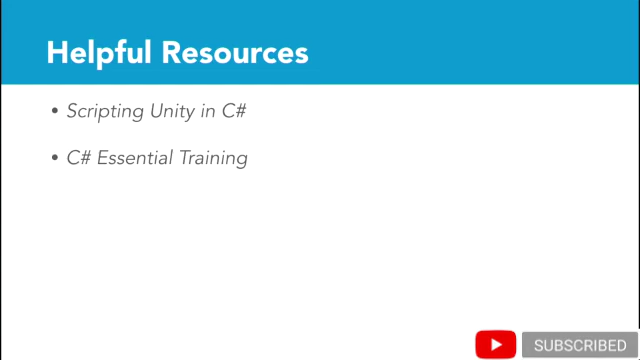 Helpful Resources
• Scripting Unity in C#
• C# Essential Training
SUBSCRIBED